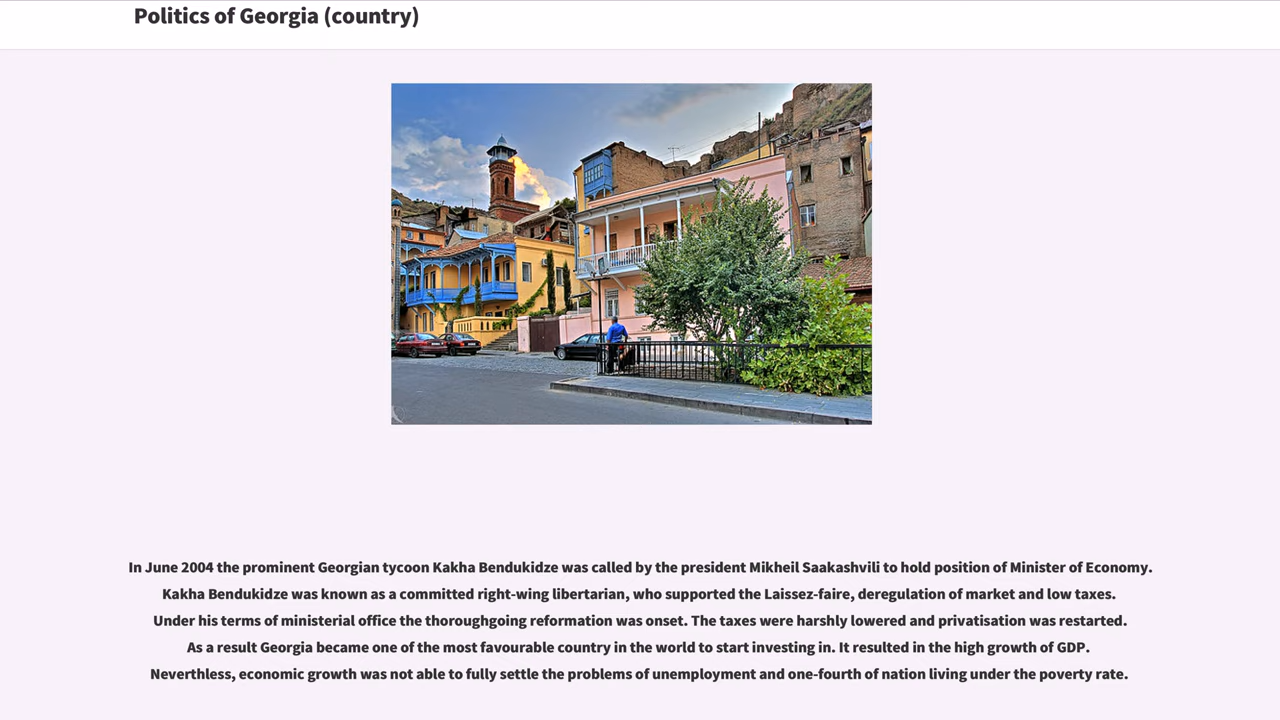 Politics of Georgia (country)
In June 2004 the prominent Georgian tycoon Kakha Bendukidze was called by the president Mikheil Saakashvili to hold position of Minister of Economy.
Kakha Bendukidze was known as a committed right-wing libertarian, who supported the Laissez-faire, deregulation of market and low taxes.
Under his terms of ministerial office the thoroughgoing reformation was onset. The taxes were harshly lowered and privatisation was restarted.
As a result Georgia became one of the most favourable country in the world to start investing in. It resulted in the high growth of GDP.
Neverthless, economic growth was not able to fully settle the problems of unemployment and one-fourth of nation living under the poverty rate.